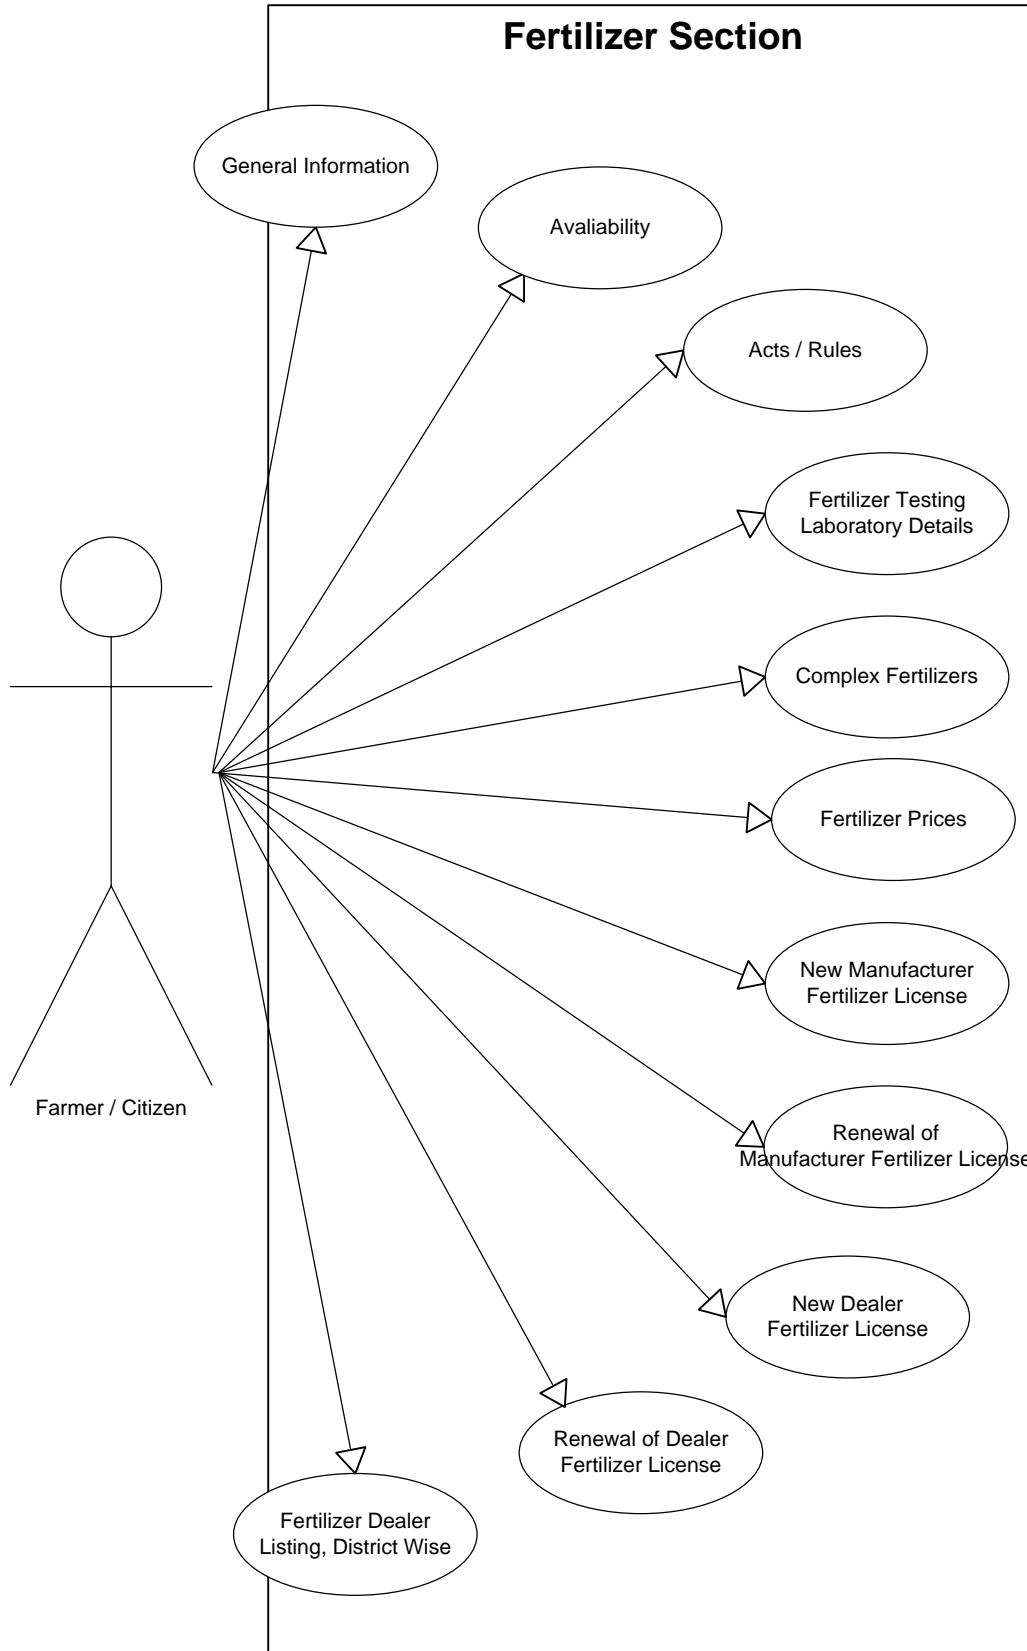 Fertilizer Section
General Information
Avaliability
Acts / Rules
Fertilizer Testing
Laboratory Details
Complex Fertilizers
Fertilizer Prices
New Manufacturer
Fertilizer License
Farmer / Citizen
Renewal of
Manufacturer Fertilizer License
New Dealer
Fertilizer License
Renewal of Dealer
Fertilizer License
Fertilizer Dealer
Listing, District Wise